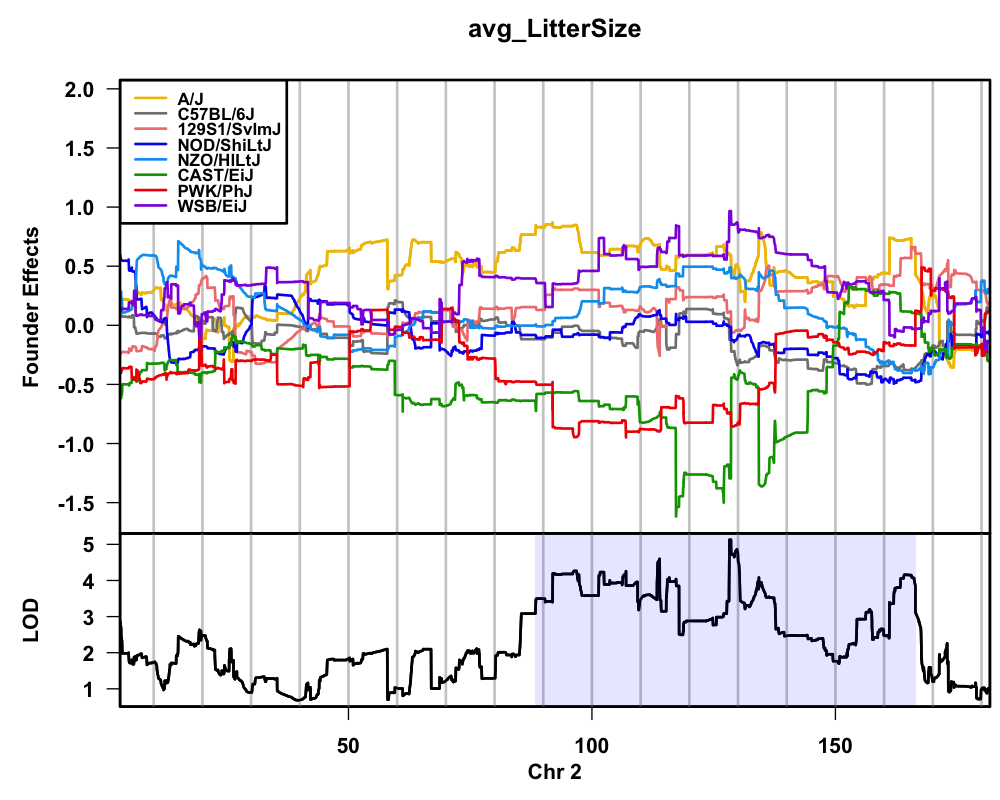 avg_LitterSize
Founder Effects
2.0
1.5
1.0
0.5
0.0
-0.5
-1.0
-1.5
A/J
C57BL/6J
129S1/SvImJ
NOD/ShiLtJ
NZO/HlLtJ
CAST/EiJ
PWK/PhJ
WSB/EiJ
LOD
5
4
3
2
1
50 100 150
Chr 2